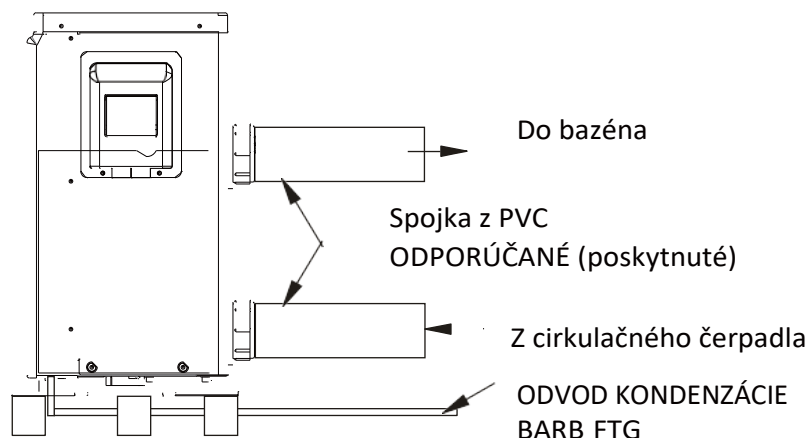 Do bazéna
Spojka z PVC
ODPORÚČANÉ (poskytnuté)
Z cirkulačného čerpadla
ODVOD KONDENZÁCIE
BARB FTG